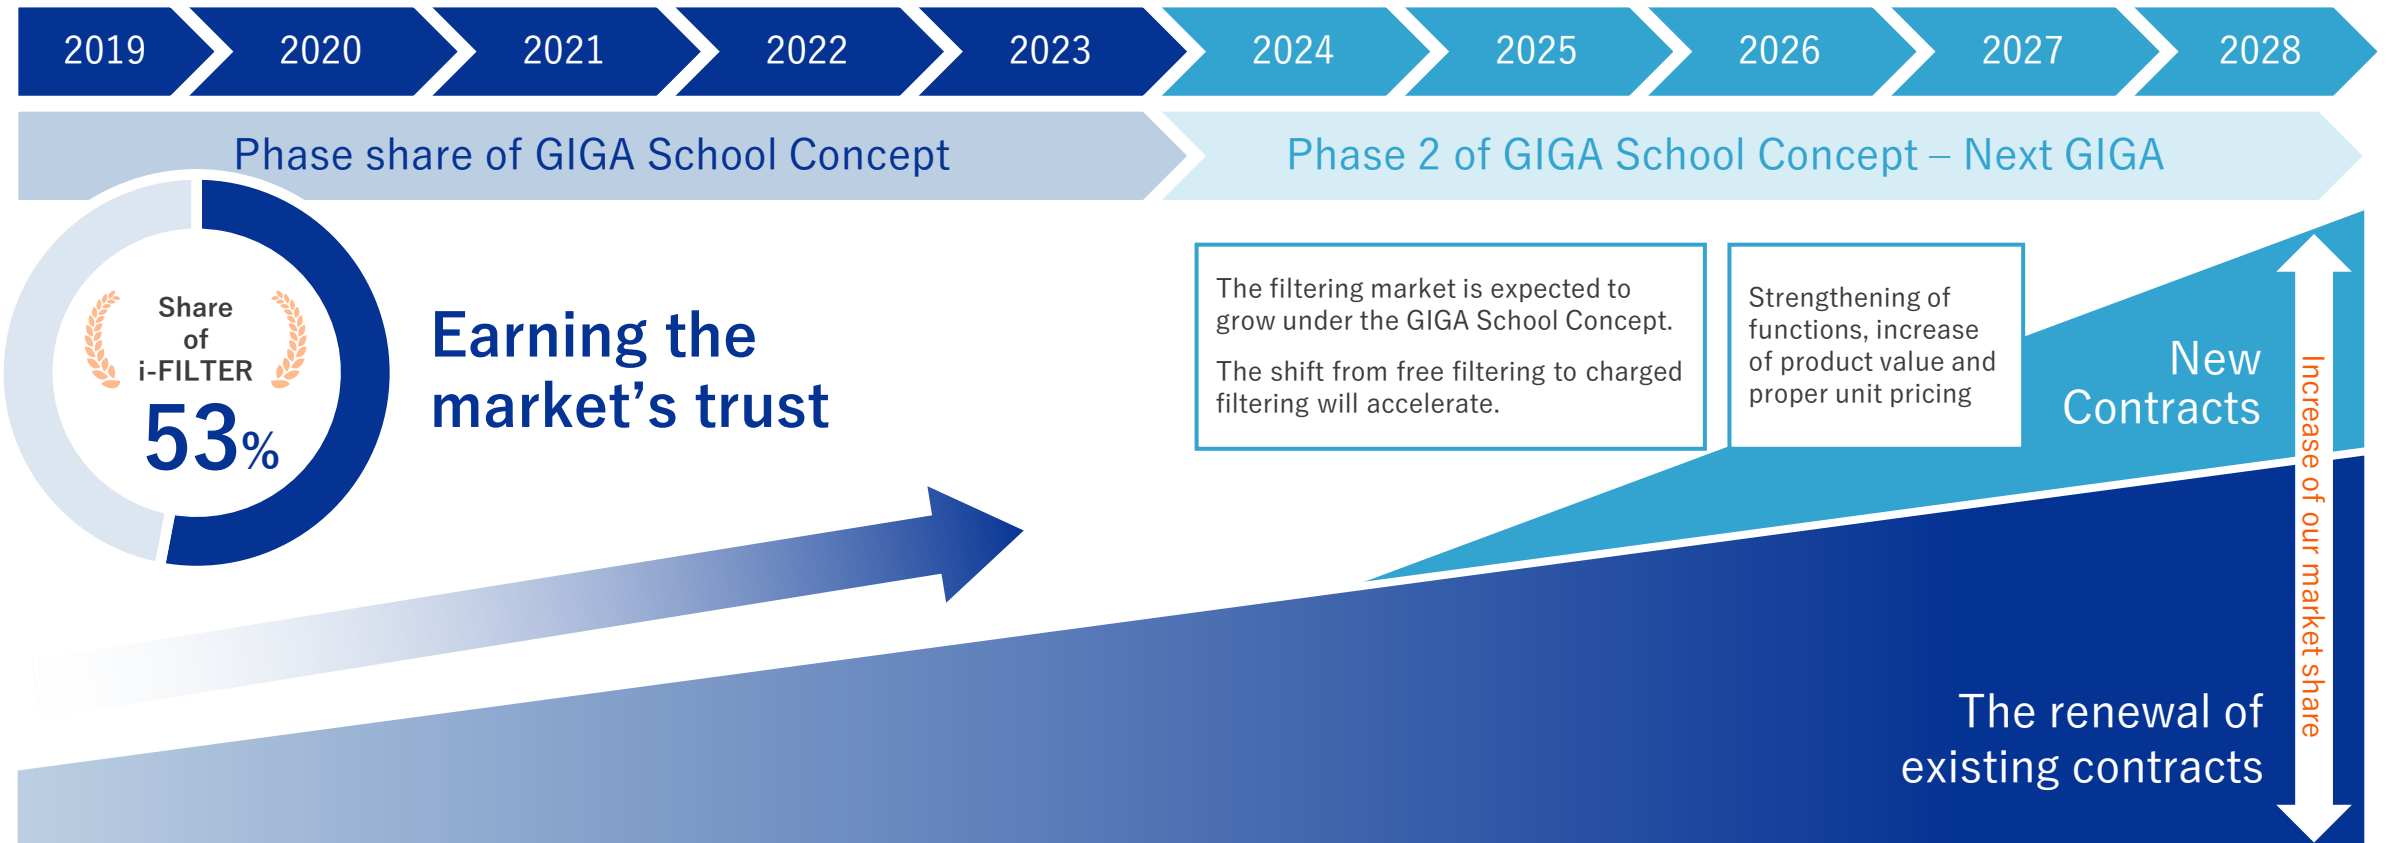 2019
2020
2021
2022
2023
2024
2025
2026
2027
2028
Phase share of GIGA School Concept
Phase 2 of GIGA School Concept – Next GIGA
Share
of
i-FILTER
53%
Earning the
market’s trust
The filtering market is expected to
grow under the GIGA School Concept.
The shift from free filtering to charged
filtering will accelerate.
Strengthening of
functions, increase
of product value and
proper unit pricing
New
Contracts
Increase of our market share
The renewal of
existing contracts